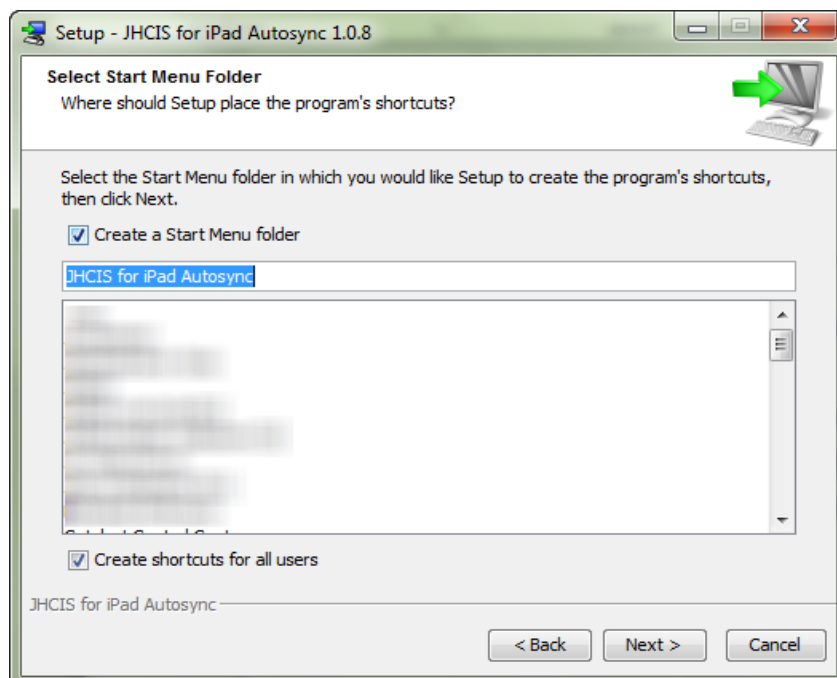 Setup - JHCIS for iPad Autosync 1.0.8
Select Start Menu Folder
Where should Setup place the program's shortcuts?
Select the Start Menu folder in which you would like Setup to create the program's shortcuts,
then click Next.
Create a Start Menu folder
JHCIS for iPad Autosync
Create shortcuts for all users
JHCIS for iPad Autosync
< Back
Next >
Cancel